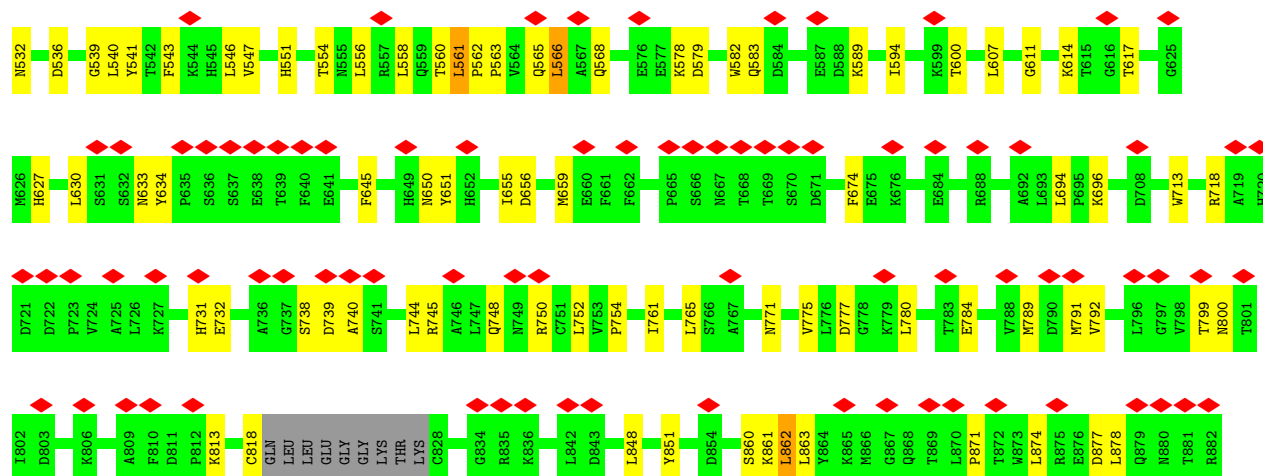 N532 D536 G539 L540 Y541 T542 F543 K544 H545 L546 V547 H551 T554 N555 L556 R557 L558 Q559 T560 L561 P562 P563 V564 Q565 L566 A567 Q568 E576 E577 K578 D579 W582 Q583 D584 E587 D588 K589 I594 K599 T600 L607 G611 K614 T615 G616 T617 G625
M626 H627 L630 S631 S632 N633 Y634 P635 S636 S637 E638 T639 F640 E641 F645 H649 N650 Y651 H652 I655 D656 M659 E660 F661 F662 P665 S666 N667 T668 T669 S670 D671 F674 E675 K676 E684 R688 A692 L693 L694 P695 K696 D708 W713 R718 A719 H720
D721 D722 P723 V724 A725 L726 K727 H731 E732 A736 G737 S738 D739 A740 S741 L744 R745 A746 L747 Q748 N749 R750 C751 L752 V753 P754 I761 L765 S766 A767 N771 V775 L776 D777 G778 K779 L780 T783 E784 V788 M789 D790 M791 V792 L796 G797 V798 T799 N800 T801
I802 D803 K806 A809 F810 D811 P812 K813 C818 GLN LEU LEU GLU GLY GLY LYS THR LYS C828 G834 R835 K836 L842 D843 L848 Y851 D854 S860 K861 L862 L863 Y864 K865 M866 G867 Q868 T869 L870 P871 T872 W873 L874 R875 E876 D877 L878 Q879 N880 T881 R882